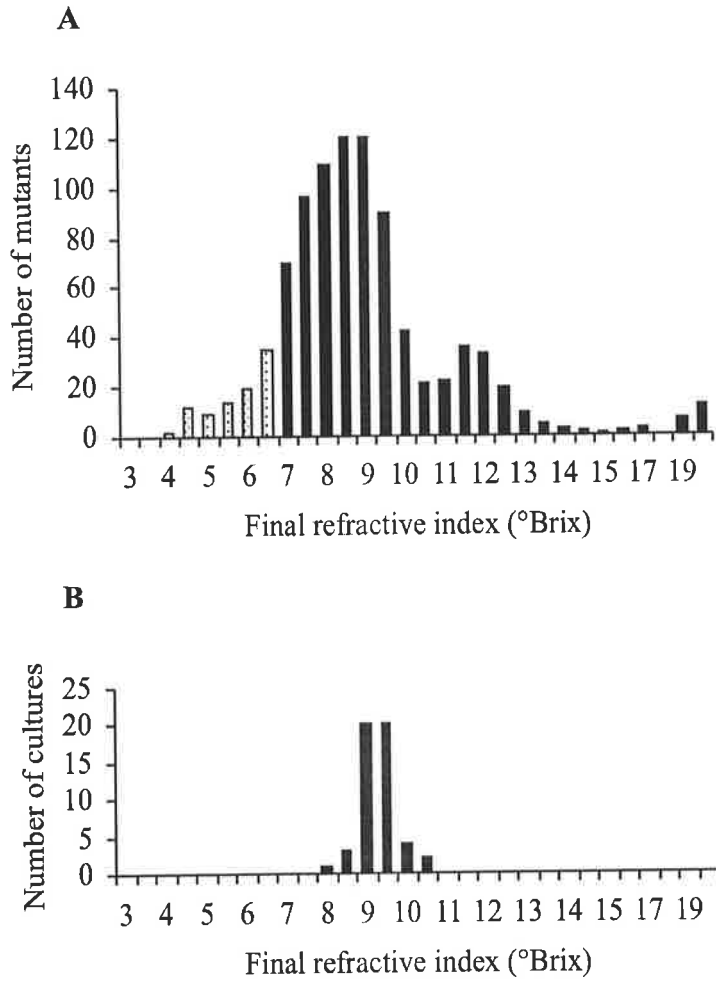 A
140
120
100
80
60
40
20
0
Number of mutants
3 4 5 6 7 8 9 10 11 12 13 14 15 17 19
Final refractive index (°Brix)
B
25
20
15
10
5
0
Number of cultures
3 4 5 6 7 8 9 10 11 12 13 14 15 17 19
Final refractive index (°Brix)